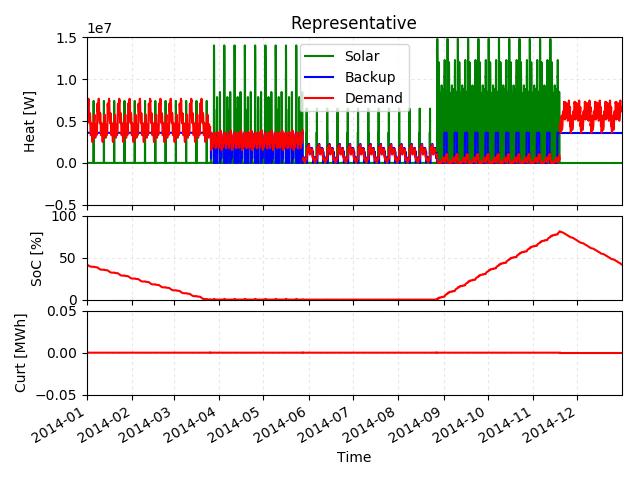 Representative
1e7
1.5
1.0
0.5
0.0
−0.5
Heat [W]
Solar
Backup
Demand
100
50
0
SoC [%]
0.05
0.00
−0.05
Curt [MWh]
2014-01
2014-02
2014-03
2014-04
2014-05
2014-06
2014-07
2014-08
2014-09
2014-10
2014-11
2014-12
Time